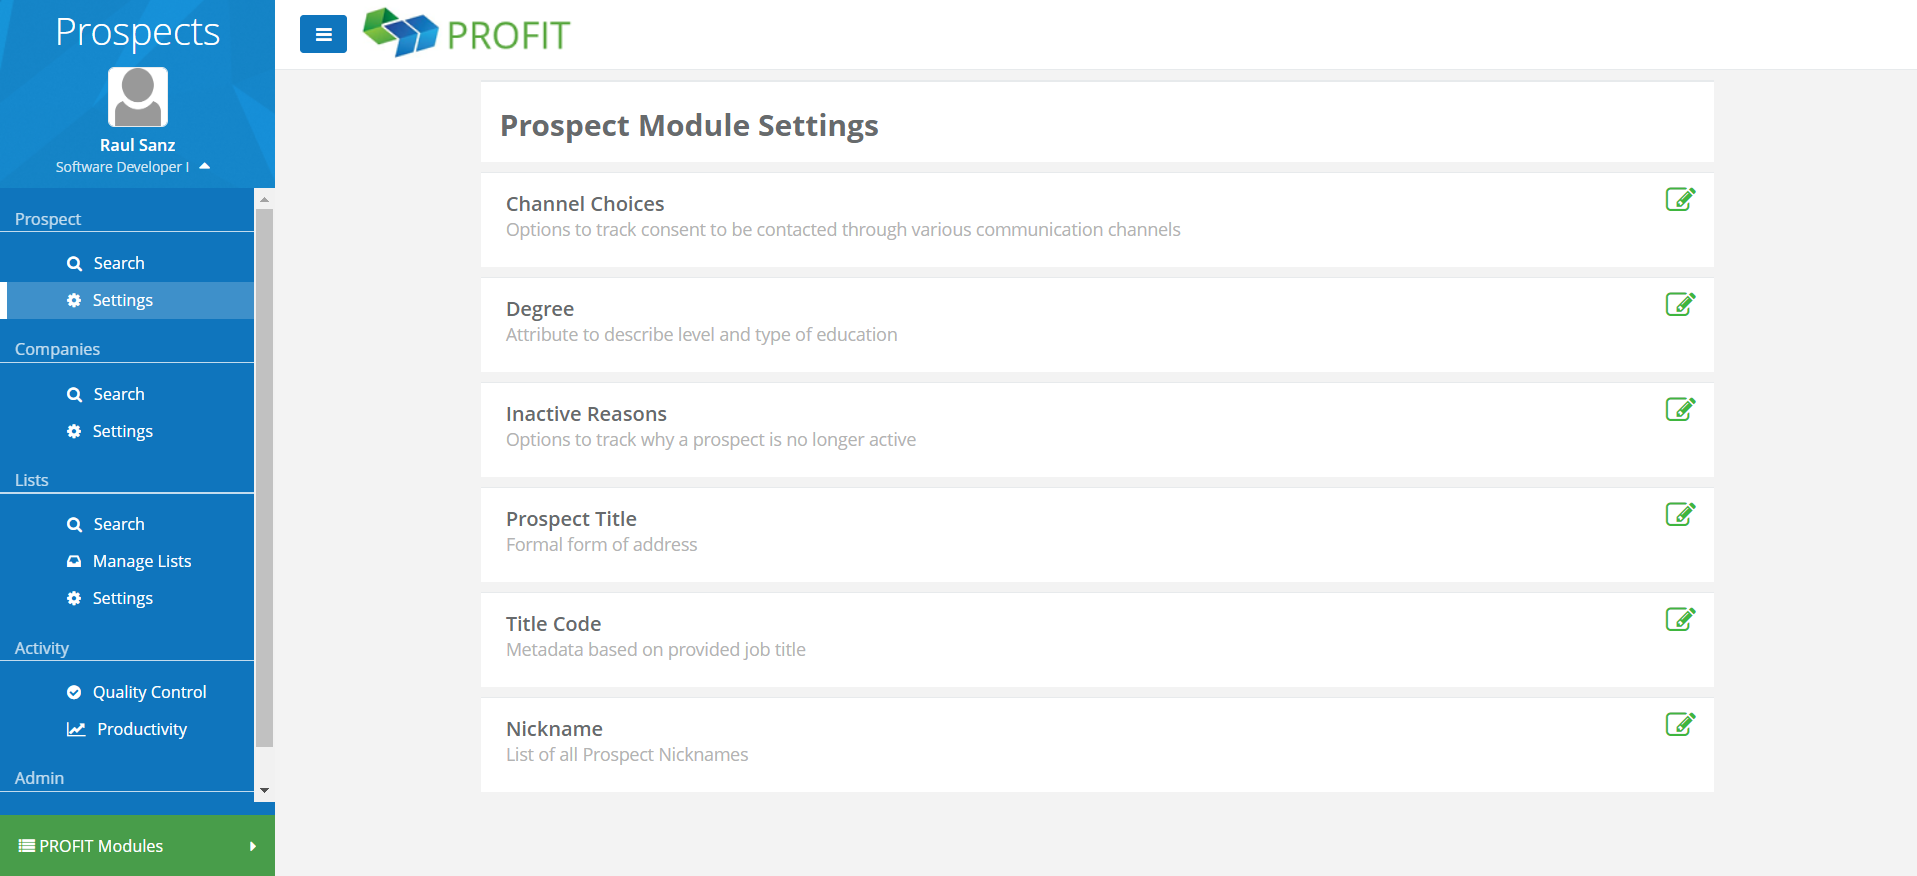 Prospects
Raul Sanz
Software Developer I
Prospect
Search
Settings
Companies
Search
Settings
Lists
Search
Manage Lists
Settings
Activity
Quality Control
Productivity
Admin
PROFIT Modules
PROFIT
Prospect Module Settings
Channel Choices
Options to track consent to be contacted through various communication channels
Degree
Attribute to describe level and type of education
Inactive Reasons
Options to track why a prospect is no longer active
Prospect Title
Formal form of address
Title Code
Metadata based on provided job title
Nickname
List of all Prospect Nicknames